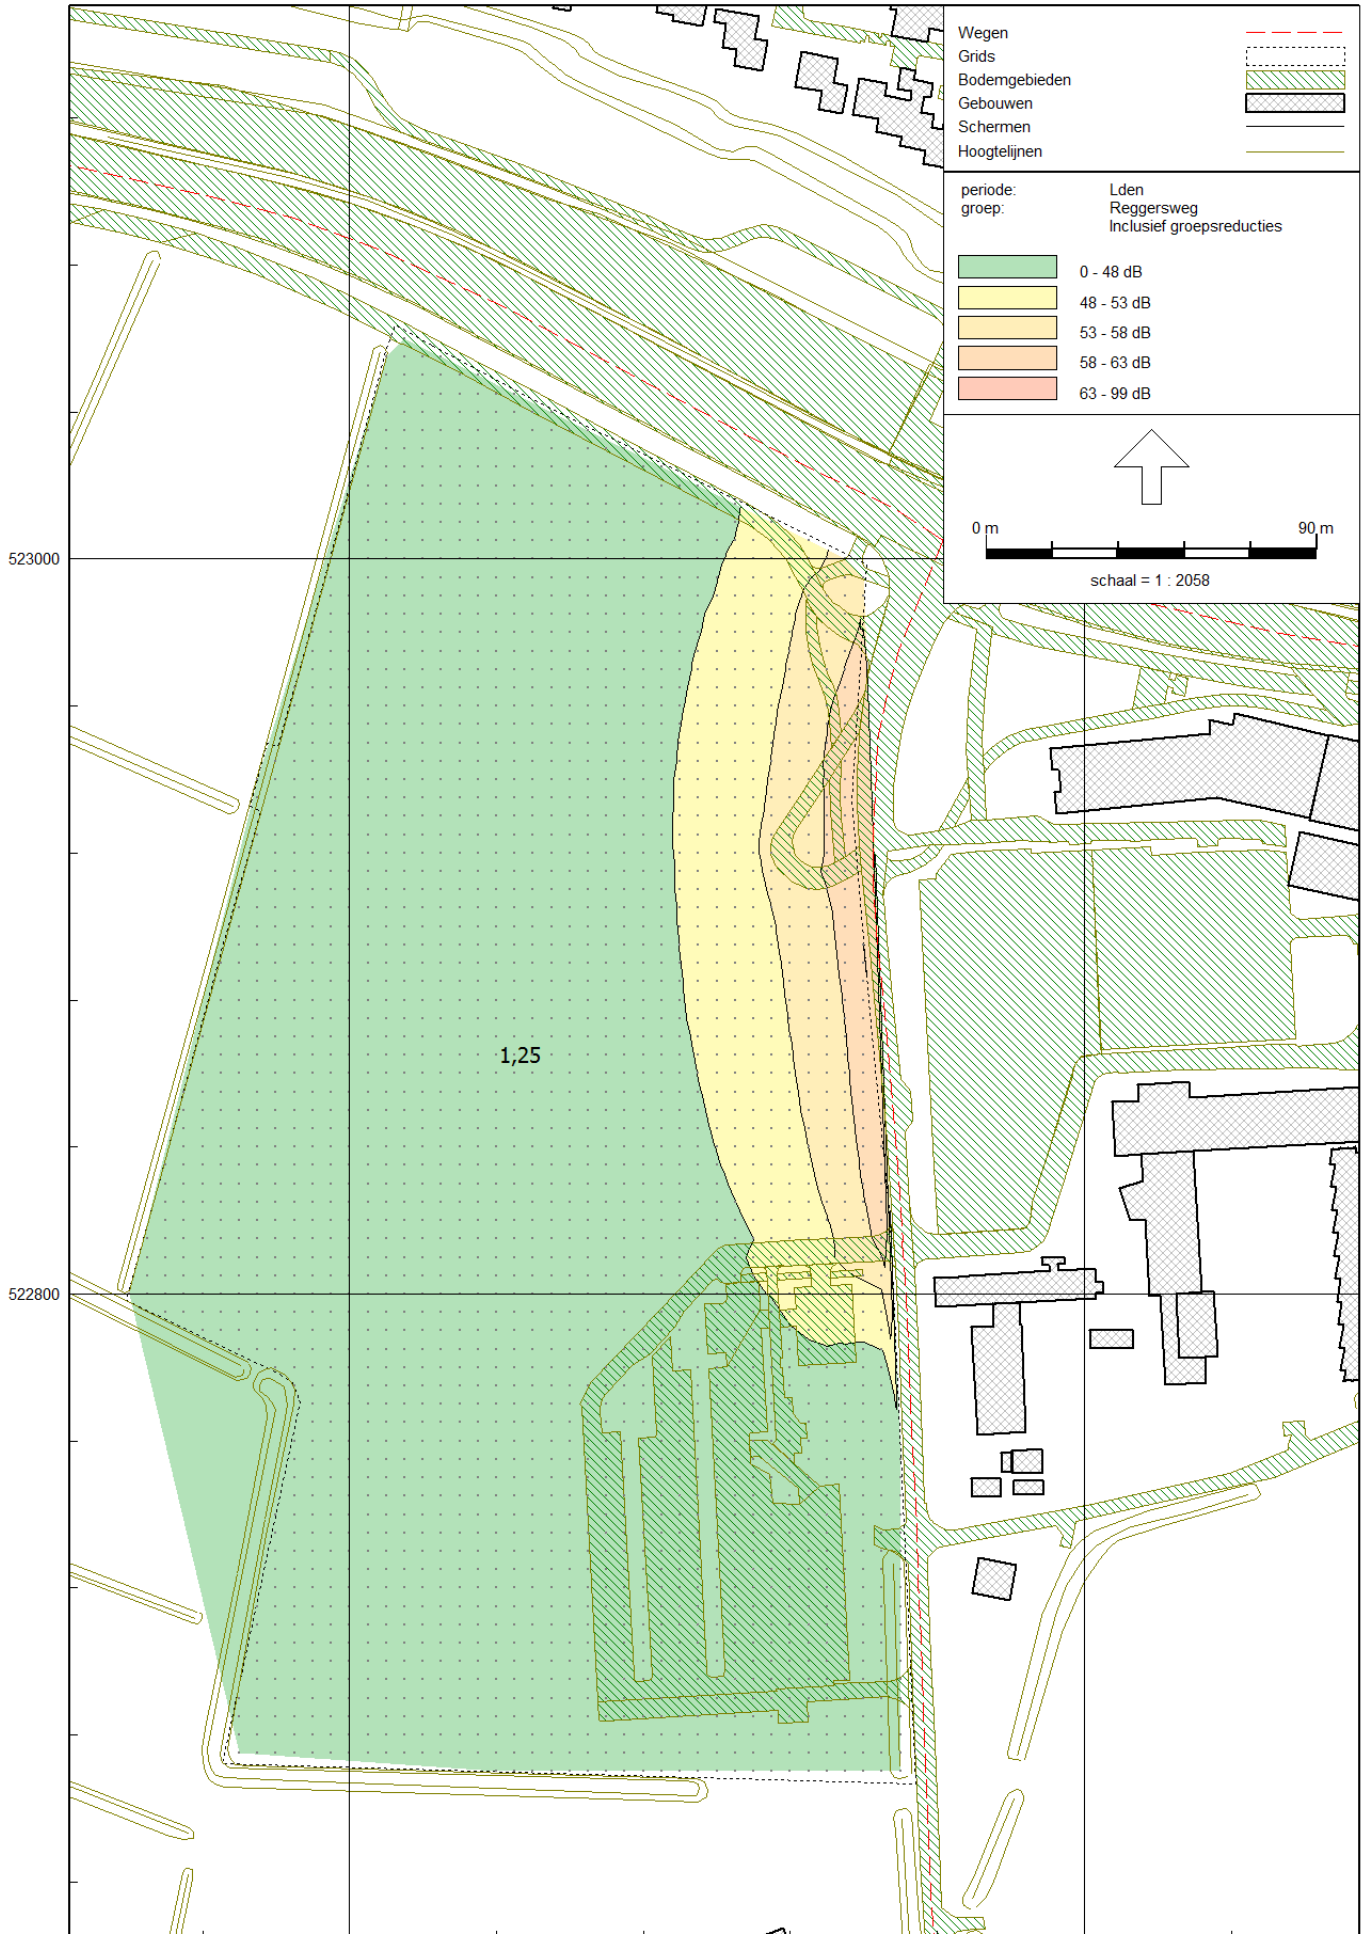 Wegen
Grids
Bodemgebieden
Gebouwen
Schermen
Hoogtelijnen
periode: Lden
groep: Reggersweg
Inclusief groepsreducties
0 - 48 dB
48 - 53 dB
53 - 58 dB
58 - 63 dB
63 - 99 dB
0 m 90 m
schaal = 1 : 2058
523000
1,25
522800